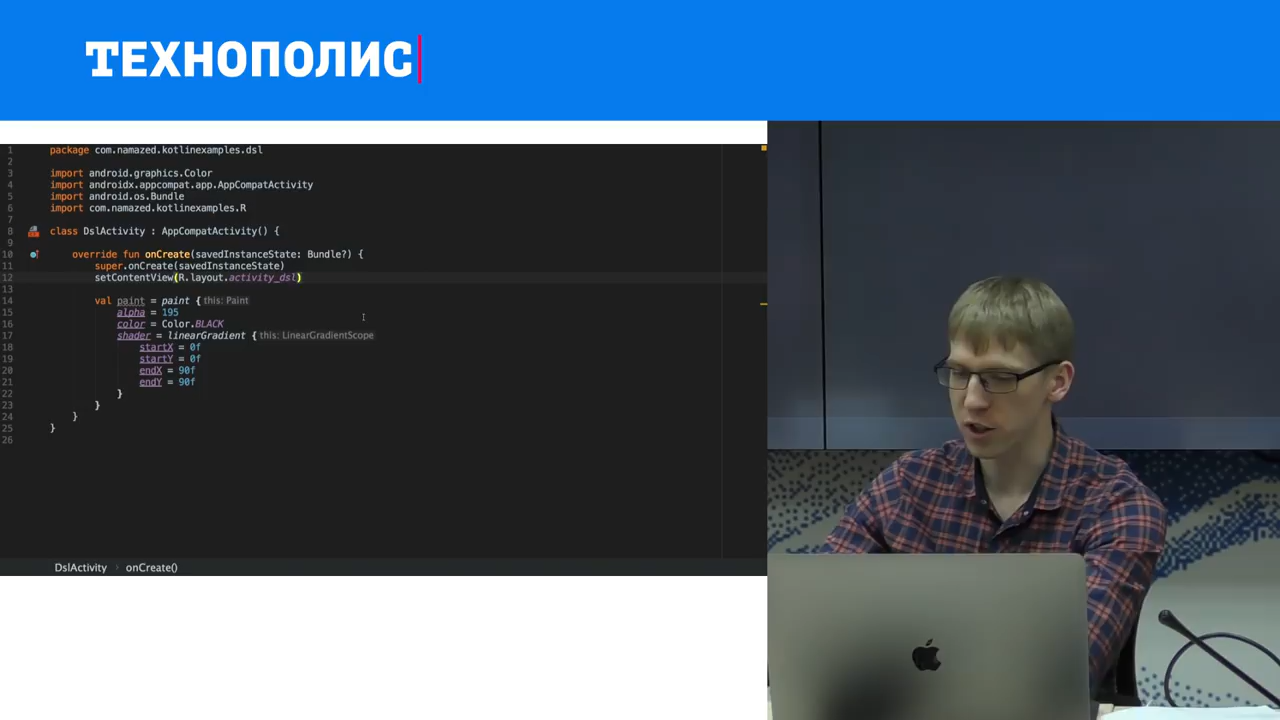 ТЕХНОПОЛИС
1 package com.namazed.kotlinexamples.dsl
2
3 import android.graphics.Color
4 import androidx.appcompat.app.AppCompatActivity
5 import android.os.Bundle
6 import com.namazed.kotlinexamples.R
7
8 class DslActivity : AppCompatActivity() {
9
10 override fun onCreate(savedInstanceState: Bundle?) {
11 super.onCreate(savedInstanceState)
12 setContentView(R.layout.activity_dsl)
13
14 val paint = paint { this: Paint
15 alpha = 195
16 color = Color.BLACK
17 shader = linearGradient { this: LinearGradientScope
18 startX = 0f
19 startY = 0f
20 endX = 90f
21 endY = 90f
22 }
23 }
24 }
25 }
26
DslActivity › onCreate()